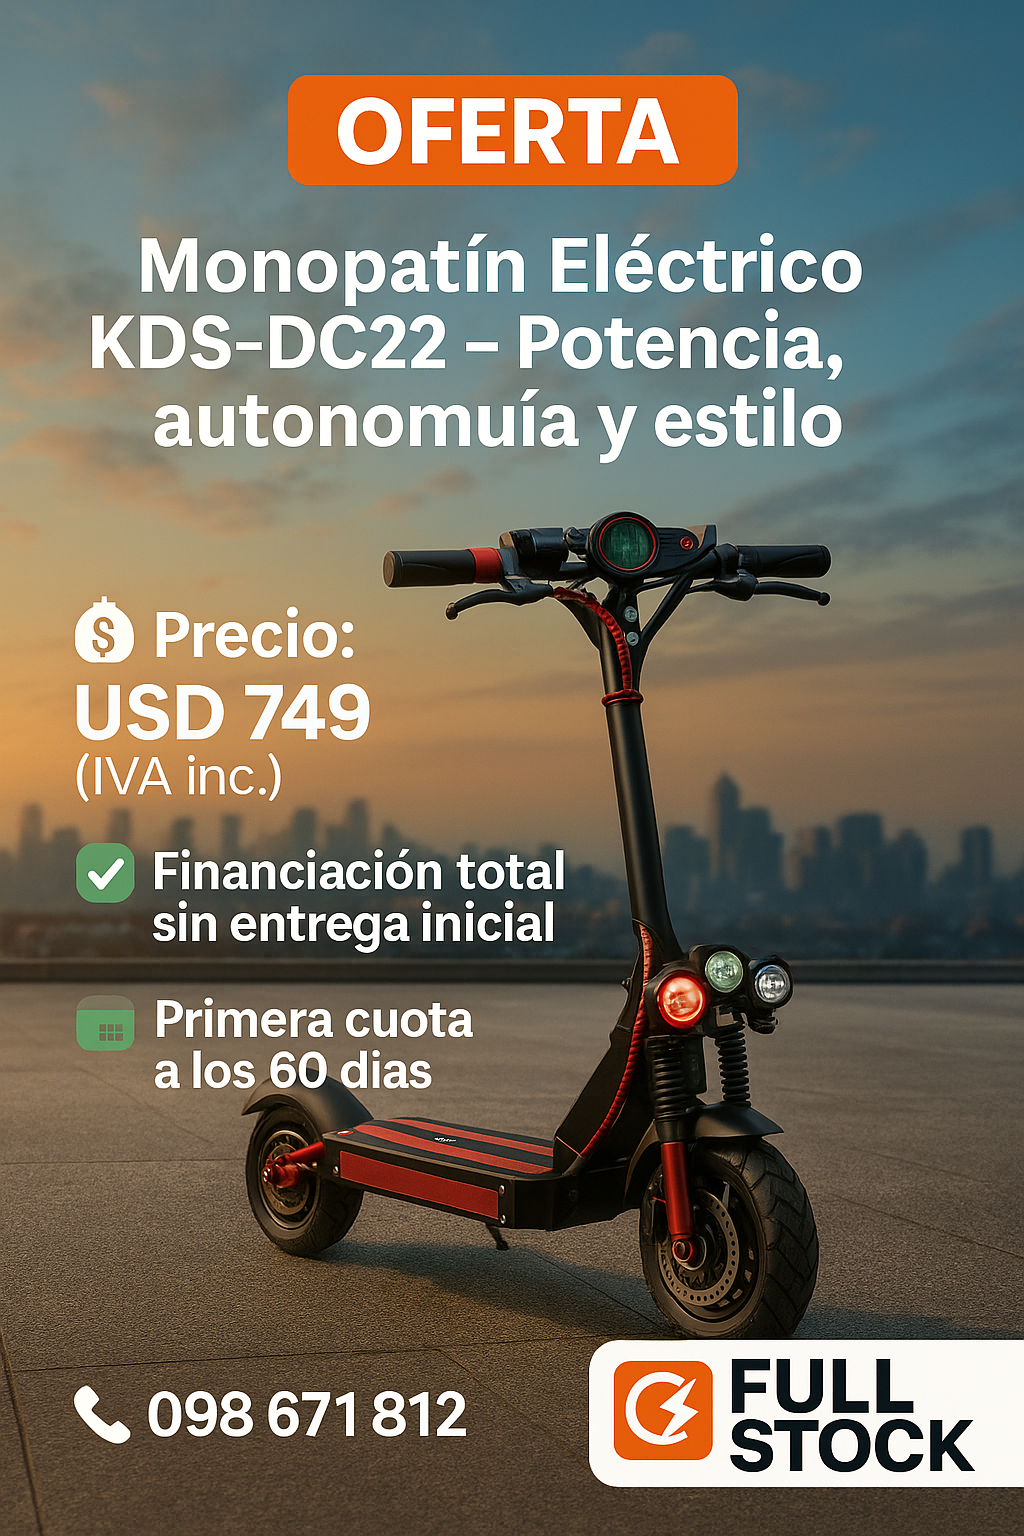 OFERTA
Monopatín Eléctrico
KDS-DC22 – Potencia,
autonomuía y estilo
$ Precio:
USD 749
(IVA inc.)
Financiación total
sin entrega inicial
Primera cuota
a los 60 dias
098 671 812
FULL
STOCK